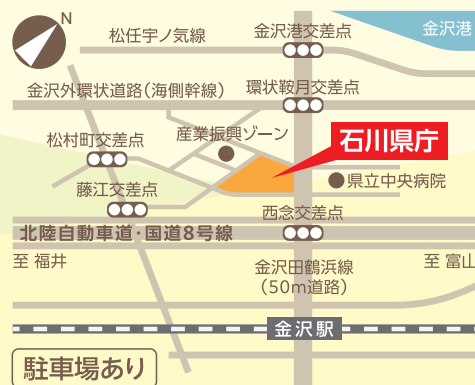 N
松任宇ノ気線
金沢港交差点
金沢港
金沢外環状道路(海側幹線)
環状鞍月交差点
松村町交差点
産業振興ゾーン
石川県庁
藤江交差点
県立中央病院
西念交差点
北陸自動車道・国道8号線
至 福井
金沢田鶴浜線
(50m道路)
至 富山
金沢駅
駐車場あり